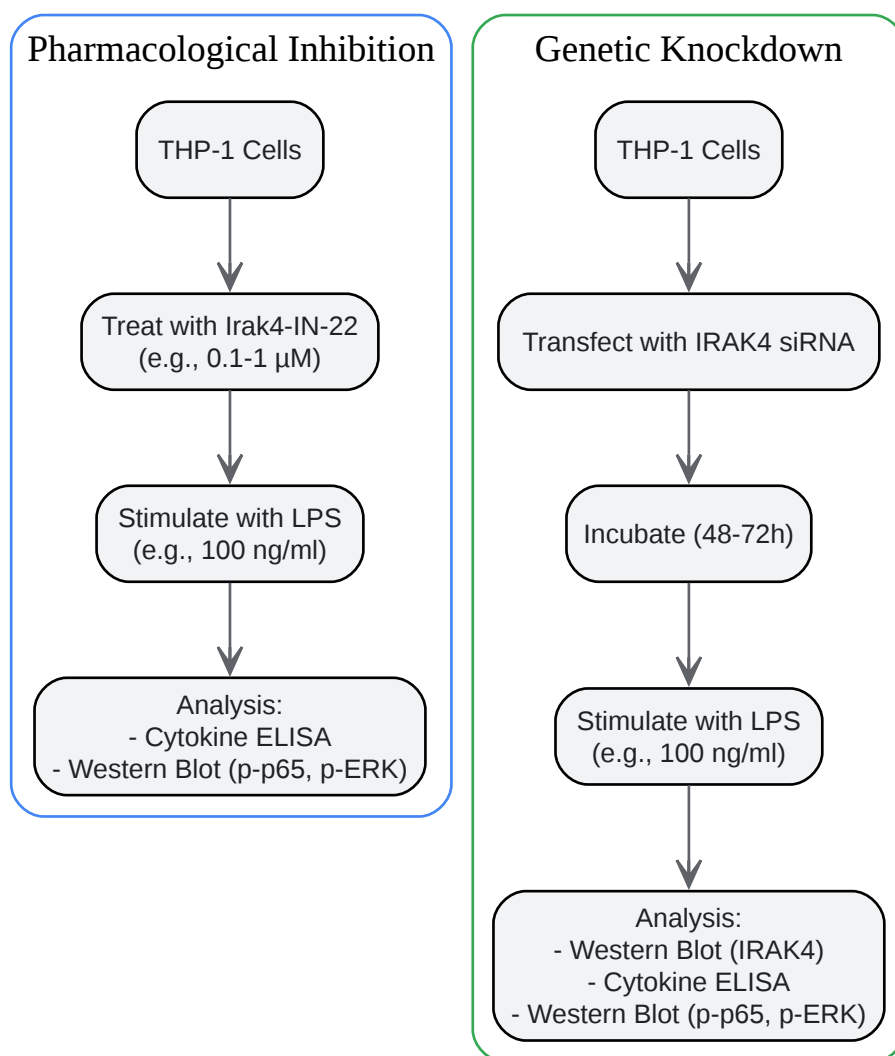 Pharmacological Inhibition
THP-1 Cells
Treat with Irak4-IN-22
(e.g., 0.1-1 µM)
Stimulate with LPS
(e.g., 100 ng/ml)
Analysis:
- Cytokine ELISA
- Western Blot (p-p65, p-ERK)
Genetic Knockdown
THP-1 Cells
Transfect with IRAK4 siRNA
Incubate (48-72h)
Stimulate with LPS
(e.g., 100 ng/ml)
Analysis:
- Western Blot (IRAK4)
- Cytokine ELISA
- Western Blot (p-p65, p-ERK)